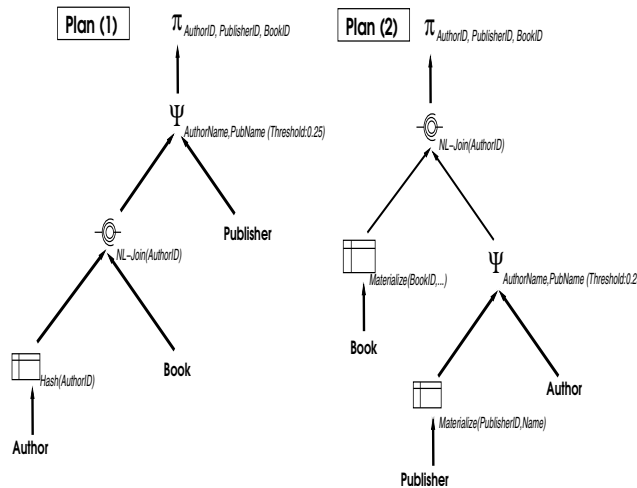 Plan (1)
π AuthorID, PublisherID, BookID
Ψ AuthorName,PubName (Threshold:0.25)
Publisher
NL-Join(AuthorID)
Book
Hash(AuthorID)
Author
Plan (2)
π AuthorID, PublisherID, BookID
NL-Join(AuthorID)
Materialize(BookID,...)
Book
Ψ AuthorName,PubName (Threshold:0.2
Author
Materialize(PublisherID,Name)
Publisher